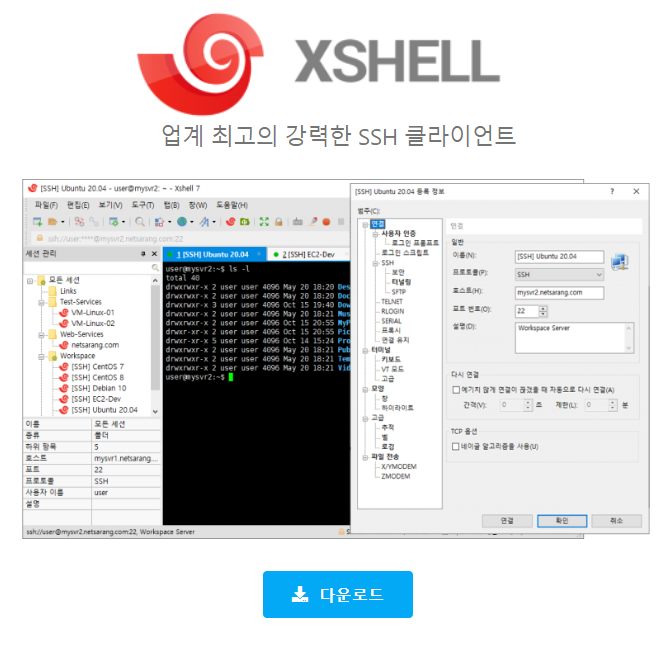 XSHELL
업계 최고의 강력한 SSH 클라이언트
[SSH] Ubuntu 20.04 - user@mysvr2: ~ - Xshell 7
파일(F) 편집(E) 보기(V) 도구(T) 탭(B) 창(W) 도움말(H)
ssh://user:****@mysvr2.netsarang.com:22
세션 관리
모든 세션
Links
Test-Services
VM-Linux-01
VM-Linux-02
Web-Services
netsarang.com
Workspace
[SSH] CentOS 7
[SSH] CentOS 8
[SSH] Debian 10
[SSH] EC2-Dev
[SSH] Ubuntu 20.04
이름 모든 세션
종류 폴더
하위 항목 5
호스트 mysvr1.netsarang...
포트 22
프로토콜 SSH
사용자 이름 user
설명
1 [SSH] Ubuntu 20.04 2 [SSH] EC2-Dev
user@mysvr2:~$ ls -l
total 40
drwxrwxr-x 2 user user 4096 May 20 18:20 Des
drwxrwxr-x 2 user user 4096 May 20 18:20 Doc
drwxrwxr-x 3 user user 4096 Oct 15 19:40 Dow
drwxrwxr-x 2 user user 4096 May 20 18:21 Mus
drwxrwxr-x 2 user user 4096 Oct 15 20:55 MyP
drwxrwxr-x 2 user user 4096 Oct 15 20:55 Pic
drwxrwxr-x 5 user user 4096 Oct 14 15:24 Pro
drwxrwxr-x 2 user user 4096 May 20 18:21 Pub
drwxrwxr-x 2 user user 4096 May 20 18:21 Tem
drwxrwxr-x 2 user user 4096 May 20 18:21 Vid
user@mysvr2:~$
ssh://user@mysvr2.netsarang.com:22, Workspace Server
[SSH] Ubuntu 20.04 등록 정보
범주(C):
연결
사용자 인증
로그인 프롬프트
로그인 스크립트
SSH
보안
터널링
SFTP
TELNET
RLOGIN
SERIAL
프록시
연결 유지
터미널
키보드
VT 모드
고급
모양
창
하이라이트
고급
추적
벨
로깅
파일 전송
X/YMODEM
ZMODEM
연결
일반
이름(N): [SSH] Ubuntu 20.04
프로토콜(P): SSH
호스트(H): mysvr2.netsarang.com
포트 번호(O): 22
설명(D): Workspace Server
다시 연결
예기치 않게 연결이 끊겼을 때 자동으로 다시 연결(A)
간격(V): 0 초 제한(L): 0 분
TCP 옵션
네이글 알고리즘을 사용(U)
연결 확인 취소
다운로드